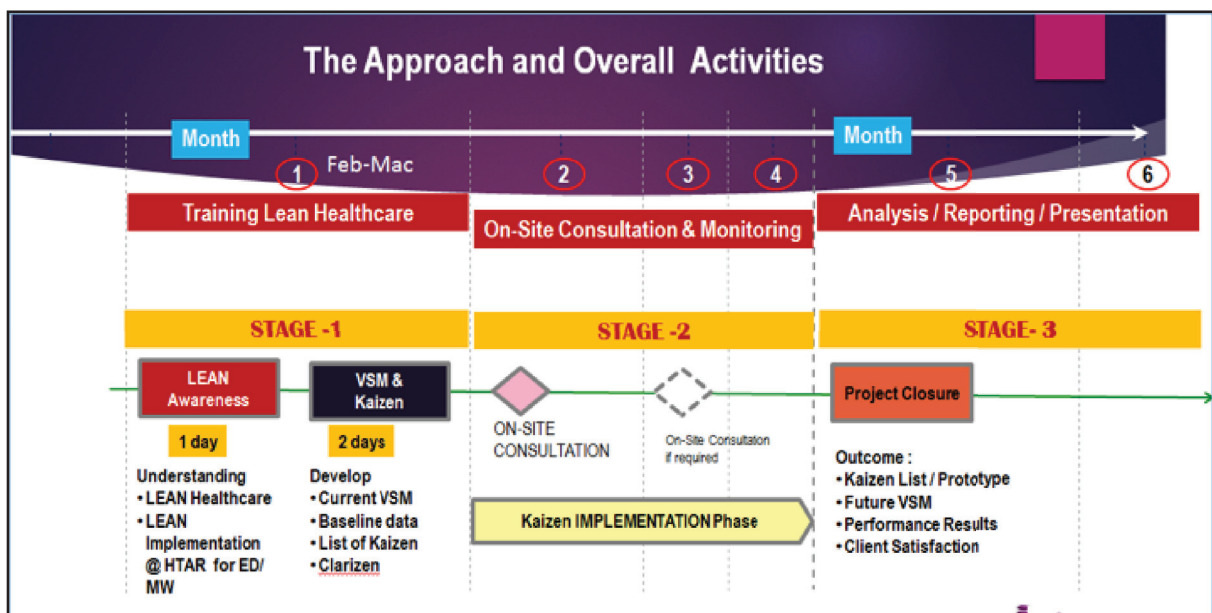 The Approach and Overall Activities
Month
Month
1
Feb-Mac
2
3
4
5
6
Training Lean Healthcare
On-Site Consultation & Monitoring
Analysis / Reporting / Presentation
STAGE -1
STAGE -2
STAGE- 3
LEAN
Awareness
1 day
Understanding
• LEAN Healthcare
• LEAN
Implementation
@ HTAR for ED/
MW
VSM &
Kaizen
2 days
Develop
• Current VSM
• Baseline data
• List of Kaizen
• Clarizen
ON-SITE
CONSULTATION
On-Site Consultaton
if required
Kaizen IMPLEMENTATION Phase
Project Closure
Outcome :
• Kaizen List / Prototype
• Future VSM
• Performance Results
• Client Satisfaction